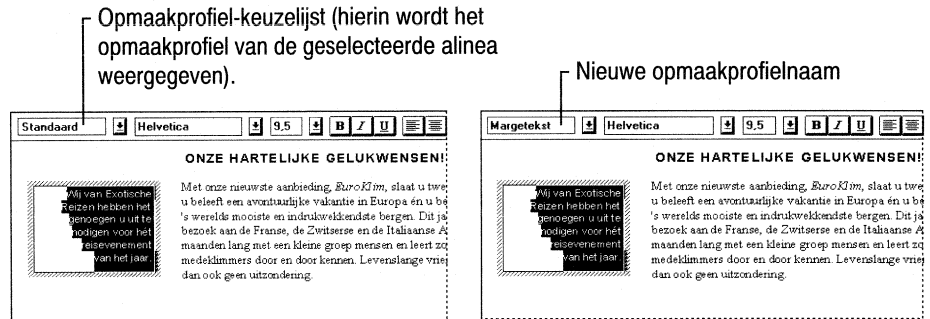 Opmaakprofiel-keuzelijst (hierin wordt het
opmaakprofiel van de geselecteerde alinea
weergegeven).
Nieuwe opmaakprofielnaam
Standaard Helvetica 9,5 B I U
ONZE HARTELIJKE GELUKWENSEN!
Wij van Exotische
Reizen hebben het
genoegen u uit te
nodigen voor hét
reisevenement
van het jaar.
Met onze nieuwste aanbieding, EuroKlim, slaat u twe
u beleeft een avontuurlijke vakantie in Europa én u be
's werelds mooiste en indrukwekkendste bergen. Dit ja
bezoek aan de Franse, de Zwitserse en de Italiaanse A
maanden lang met een kleine groep mensen en leert zo
medeklimmers door en door kennen. Levenslange vrie
dan ook geen uitzondering.
Margetekst Helvetica 9,5 B I U
ONZE HARTELIJKE GELUKWENSEN!
Wij van Exotische
Reizen hebben het
genoegen u uit te
nodigen voor hét
reisevenement
van het jaar.
Met onze nieuwste aanbieding, EuroKlim, slaat u twe
u beleeft een avontuurlijke vakantie in Europa én u be
's werelds mooiste en indrukwekkendste bergen. Dit ja
bezoek aan de Franse, de Zwitserse en de Italiaanse A
maanden lang met een kleine groep mensen en leert zo
medeklimmers door en door kennen. Levenslange vrie
dan ook geen uitzondering.